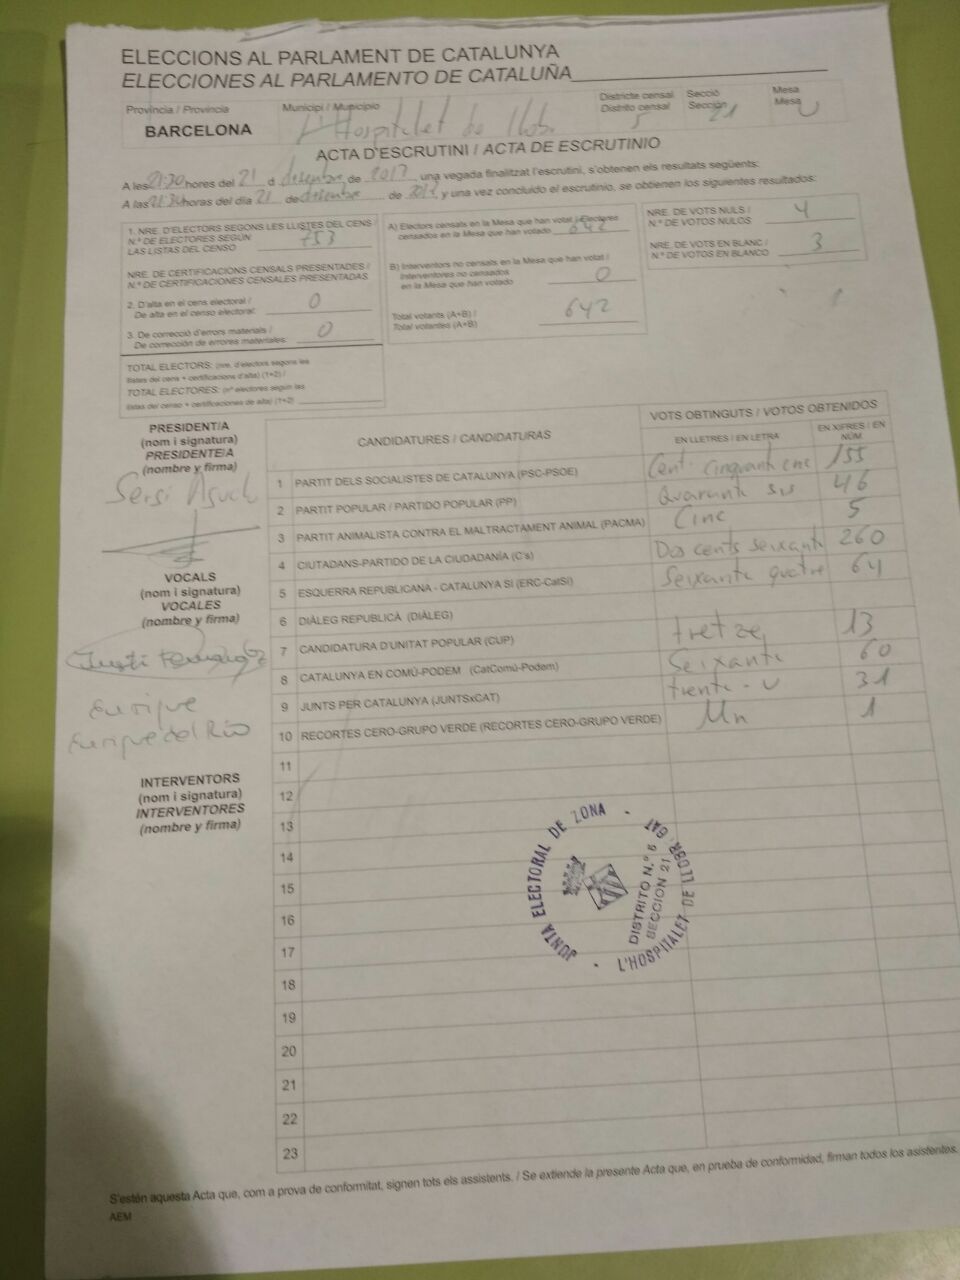 ELECCIONS AL PARLAMENT DE CATALUNYA
ELECCIONES AL PARLAMENTO DE CATALUÑA
Província / Provincia
BARCELONA
Municipi / Municipio
L'Hospitalet de Llob.
Districte censal
Distrito censal
5
Secció
Sección
21
Mesa
Mesa
U
ACTA D'ESCRUTINI / ACTA DE ESCRUTINIO
A les 21:30 hores del 21 d desembre de 2017 una vegada finalitzat l'escrutini, s'obtenen els resultats següents:
A las 21:30 horas del día 21 de desembre de 2017, y una vez concluido el escrutinio, se obtienen los siguientes resultados:
1. NRE. D'ELECTORS SEGONS LES LLISTES DEL CENS
N.º DE ELECTORES SEGÚN
LAS LISTAS DEL CENSO 753
NRE. DE CERTIFICACIONS CENSALS PRESENTADES /
N.º DE CERTIFICACIONES CENSALES PRESENTADAS
2. D'alta en el cens electoral /
De alta en el censo electoral: 0
3. De correcció d'errors materials /
De corrección de errores materiales: 0
TOTAL ELECTORS: (nre. d'electors segons les
llistes del cens + certificacions d'alta) (1+2) /
TOTAL ELECTORES: (nº electores según las
listas del censo + certificaciones de alta) (1+2)
A) Electors censats en la Mesa que han votat / Electores
censados en la Mesa que han votado 642
B) Interventors no censats en la Mesa que han votat /
Interventores no censados
en la Mesa que han votado 0
Total votants (A+B) /
Total votantes (A+B) 642
NRE. DE VOTS NULS /
N.º DE VOTOS NULOS 4
NRE. DE VOTS EN BLANC /
N.º DE VOTOS EN BLANCO 3
PRESIDENT/A
(nom i signatura)
PRESIDENTE/A
(nombre y firma)
VOCALS
(nom i signatura)
VOCALES
(nombre y firma)
Enrique
Enrique del Río
INTERVENTORS
(nom i signatura)
INTERVENTORES
(nombre y firma)
CANDIDATURES / CANDIDATURAS
VOTS OBTINGUTS / VOTOS OBTENIDOS
EN LLETRES / EN LETRA
EN XIFRES / EN NÚM
1 PARTIT DELS SOCIALISTES DE CATALUNYA (PSC-PSOE) Cent cinquanta cinc 155
2 PARTIT POPULAR / PARTIDO POPULAR (PP) Quaranta sis 46
3 PARTIT ANIMALISTA CONTRA EL MALTRACTAMENT ANIMAL (PACMA) Cinc 5
4 CIUTADANS-PARTIDO DE LA CIUDADANÍA (C's) Dos cents seixanta 260
5 ESQUERRA REPUBLICANA - CATALUNYA SÍ (ERC-CatSí) Seixanta quatre 64
6 DIÀLEG REPUBLICÀ (DIÀLEG)
7 CANDIDATURA D'UNITAT POPULAR (CUP) tretze 13
8 CATALUNYA EN COMÚ-PODEM (CatComú-Podem) Seixanta 60
9 JUNTS PER CATALUNYA (JUNTSxCAT) trenta-u 31
10 RECORTES CERO-GRUPO VERDE (RECORTES CERO-GRUPO VERDE) Un 1
11
12
13
14
15
16
17
18
19
20
21
22
23
JUNTA ELECTORAL DE ZONA -
L'HOSPITALET DE LLOBR. CAT
DISTRITO N.º 5
SECCION 21
S'estén aquesta Acta que, com a prova de conformitat, signen tots els assistents. / Se extiende la presente Acta que, en prueba de conformidad, firman todos los asistentes.
AEM